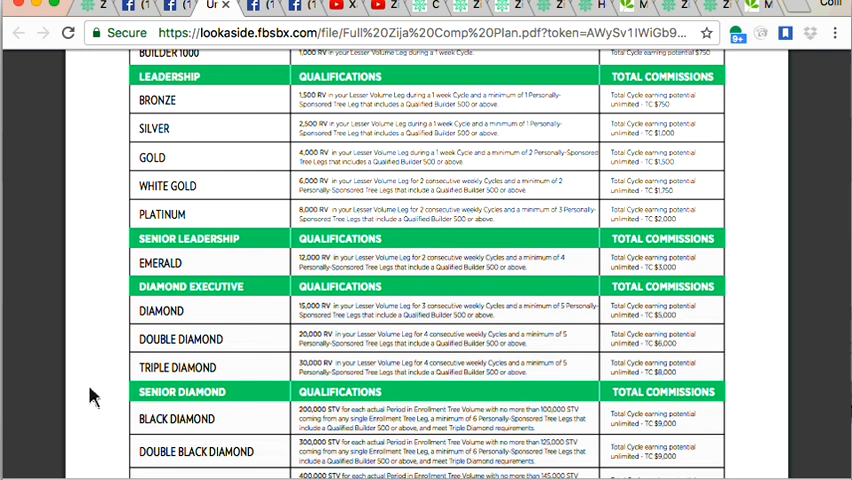 Z
(1
(1
Ur
X
Z
C
Z
Z
H
M
Z
Z
M
Colli
Secure https://lookaside.fbsbx.com/file/Full%20Zija%20Comp%20Plan.pdf?token=AWySv1IWiGb9...
9+
BUILDER 1000
1,000 RV in your Lesser Volume Leg during a 1 week Cycle.
Total Cycle earning potential $750
LEADERSHIP QUALIFICATIONS TOTAL COMMISSIONS
BRONZE
1,500 RV in your Lesser Volume Leg during a 1 week Cycle and a minimum of 1 Personally-
Sponsored Tree Leg that includes a Qualified Builder 500 or above.
Total Cycle earning potential
unlimited - TC $750
SILVER
2,500 RV in your Lesser Volume Leg during a 1 week Cycle and a minimum of 1 Personally-
Sponsored Tree Leg that includes a Qualified Builder 500 or above.
Total Cycle earning potential
unlimited - TC $1,000
GOLD
4,000 RV in your Lesser Volume Leg during a 1 week Cycle and a minimum of 2 Personally-Sponsored
Tree Legs that includes a Qualified Builder 500 or above.
Total Cycle earning potential
unlimited - TC $1,500
WHITE GOLD
6,000 RV in your Lesser Volume Leg for 2 consecutive weekly Cycles and a minimum of 2
Personally-Sponsored Tree Legs that include a Qualified Builder 500 or above.
Total Cycle earning potential
unlimited - TC $1,750
PLATINUM
8,000 RV in your Lesser Volume Leg for 2 consecutive weekly Cycles and a minimum of 3 Personally-
Sponsored Tree Legs that include a Qualified Builder 500 or above.
Total Cycle earning potential
unlimited - TC $2,000
SENIOR LEADERSHIP QUALIFICATIONS TOTAL COMMISSIONS
EMERALD
12,000 RV in your Lesser Volume Leg for 2 consecutive weekly Cycles and a minimum of 4
Personally-Sponsored Tree Legs that include a Qualified Builder 500 or above.
Total Cycle earning potential
unlimited - TC $3,000
DIAMOND EXECUTIVE QUALIFICATIONS TOTAL COMMISSIONS
DIAMOND
15,000 RV in your Lesser Volume Leg for 3 consecutive weekly Cycles and a minimum of 5 Personally-
Sponsored Tree Legs that include a Qualified Builder 500 or above.
Total Cycle earning potential
unlimited - TC $5,000
DOUBLE DIAMOND
20,000 RV in your Lesser Volume Leg for 4 consecutive weekly Cycles and a minimum of 5
Personally-Sponsored Tree Legs that include a Qualified Builder 500 or above.
Total Cycle earning potential
unlimited - TC $6,000
TRIPLE DIAMOND
30,000 RV in your Lesser Volume Leg for 4 consecutive weekly Cycles and a minimum of 5
Personally-Sponsored Tree Legs that include a Qualified Builder 500 or above.
Total Cycle earning potential
unlimited - TC $8,000
SENIOR DIAMOND QUALIFICATIONS TOTAL COMMISSIONS
BLACK DIAMOND
200,000 STV for each actual Period in Enrollment Tree Volume with no more than 100,000 STV
coming from any single Enrollment Tree Leg, a minimum of 6 Personally-Sponsored Tree Legs that
include a Qualified Builder 500 or above, and meet Triple Diamond requirements.
Total Cycle earning potential
unlimited - TC $9,000
DOUBLE BLACK DIAMOND
300,000 STV for each actual Period in Enrollment Tree Volume with no more than 125,000 STV
coming from any single Enrollment Tree Leg, a minimum of 6 Personally-Sponsored Tree Legs that
include a Qualified Builder 500 or above, and meet Triple Diamond requirements.
Total Cycle earning potential
unlimited - TC $9,000
400,000 STV for each actual Period in Enrollment Tree Volume with no more than 145,000 STV